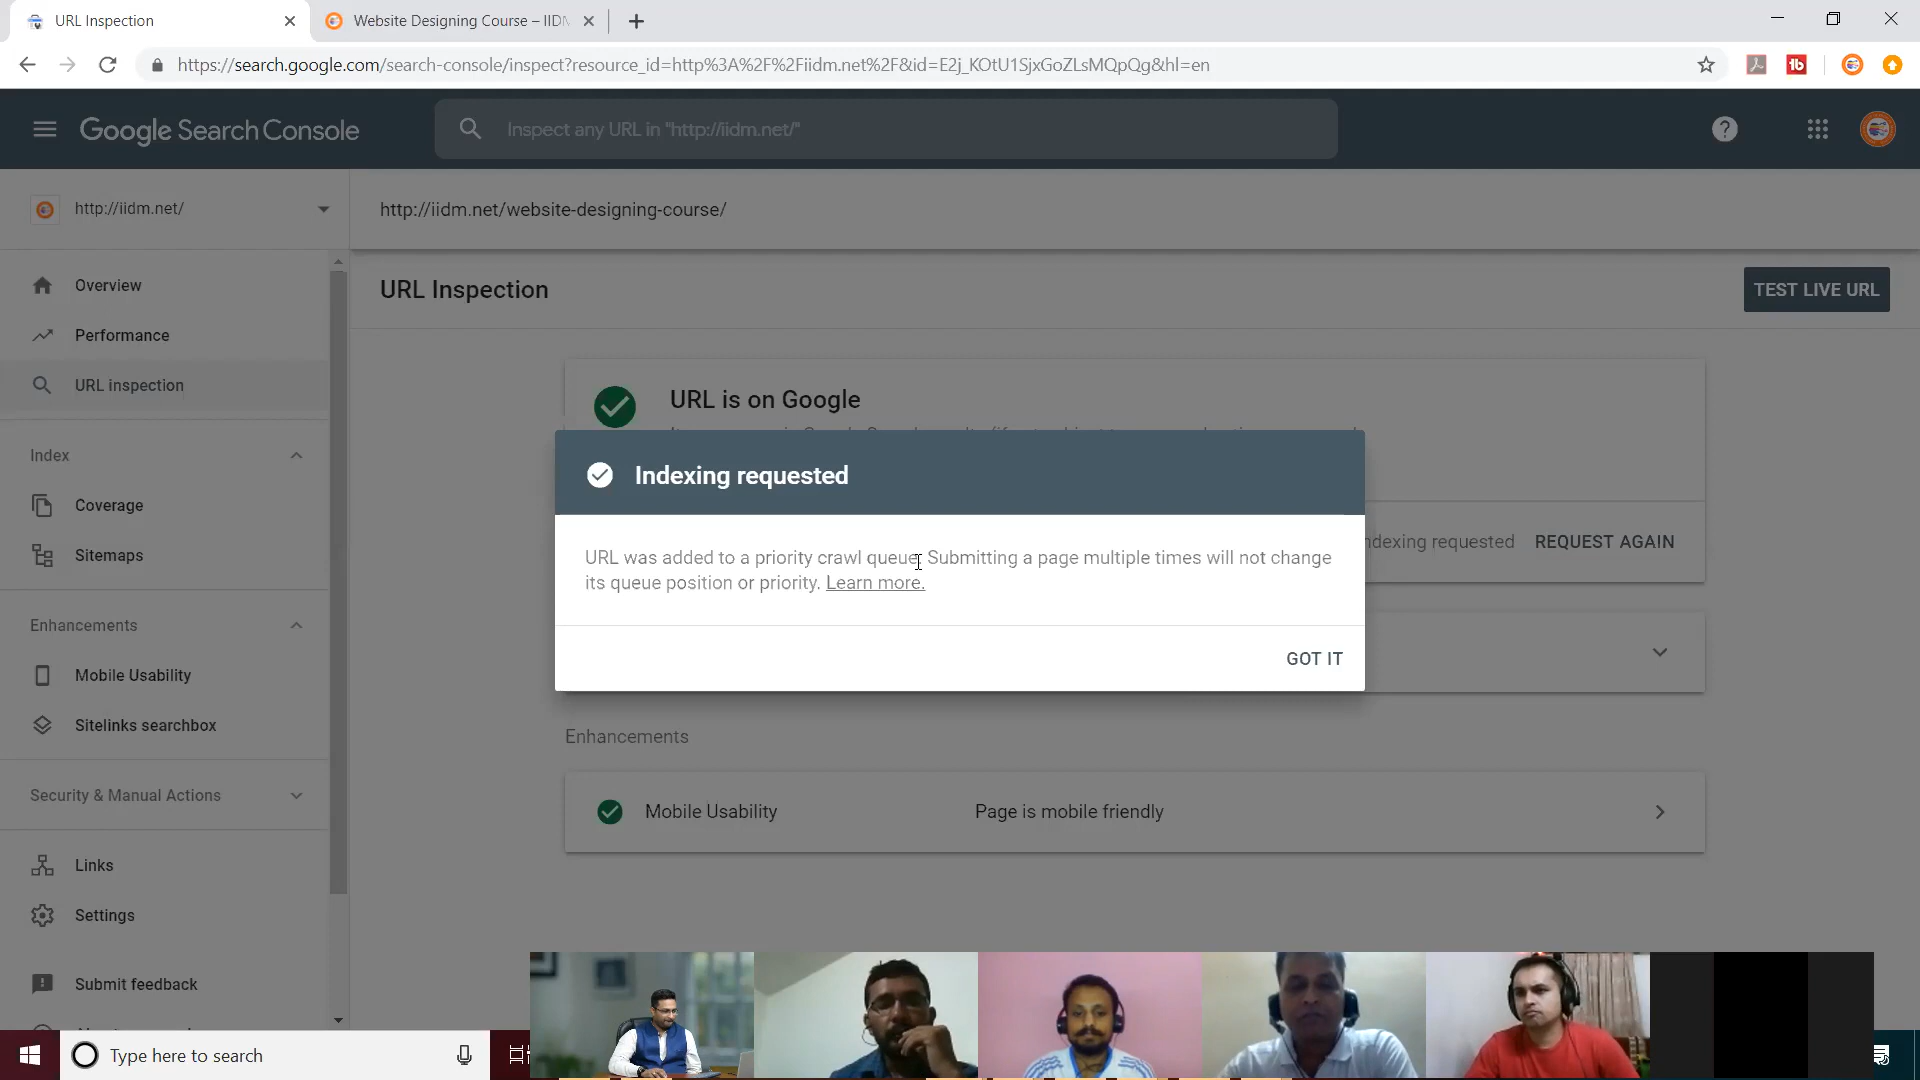 URL Inspection
Website Designing Course – IIDM
https://search.google.com/search-console/inspect?resource_id=http%3A%2F%2Fiidm.net%2F&id=E2j_KOtU1SjxGoZLsMQpQg&hl=en
Google Search Console
Inspect any URL in "http://iidm.net/"
http://iidm.net/
http://iidm.net/website-designing-course/
Overview
URL Inspection
TEST LIVE URL
Performance
URL inspection
URL is on Google
Index
Indexing requested
Coverage
Sitemaps
ndexing requested
REQUEST AGAIN
URL was added to a priority crawl queue. Submitting a page multiple times will not change
its queue position or priority. Learn more.
GOT IT
Enhancements
Mobile Usability
Sitelinks searchbox
Enhancements
Security & Manual Actions
Mobile Usability
Page is mobile friendly
Links
Settings
Submit feedback
Type here to search